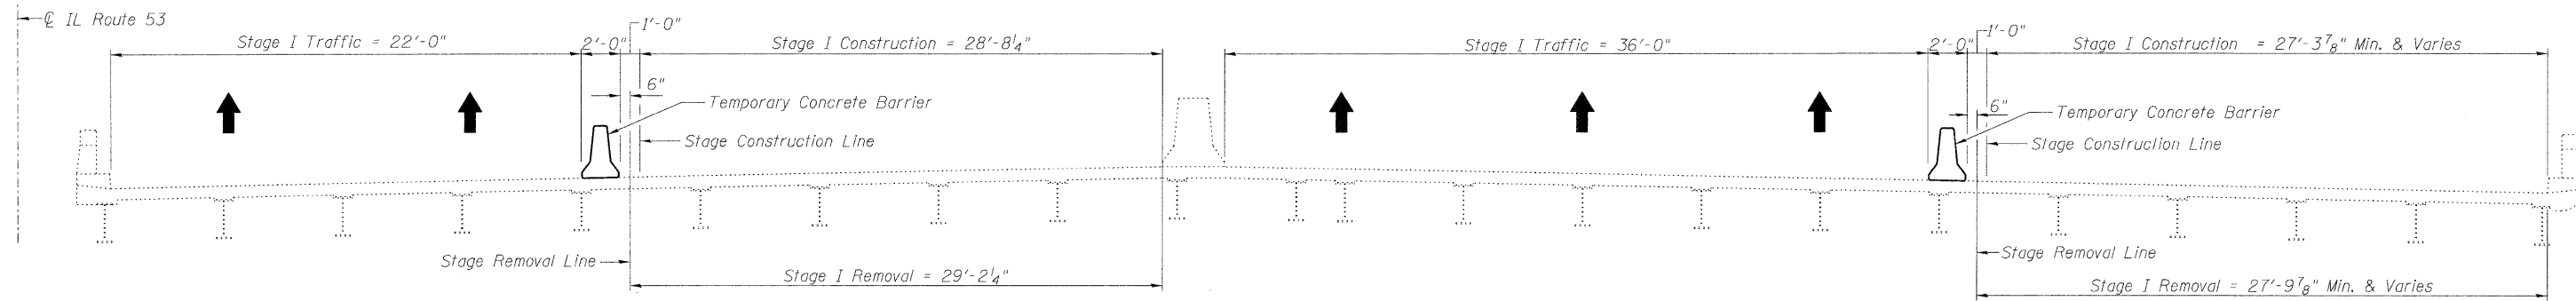 ℄ IL Route 53
1'-0"
1'-0"
Stage I Traffic = 22'-0"
2'-0"
Stage I Construction = 28'-8¼"
Stage I Traffic = 36'-0"
2'-0"
Stage I Construction = 27'-3⅞" Min. & Varies
6"
Temporary Concrete Barrier
6"
Temporary Concrete Barrier
Stage Construction Line
Stage Construction Line
Stage Removal Line
Stage Removal Line
Stage I Removal = 29'-2¼"
Stage I Removal = 27'-9⅞" Min. & Varies